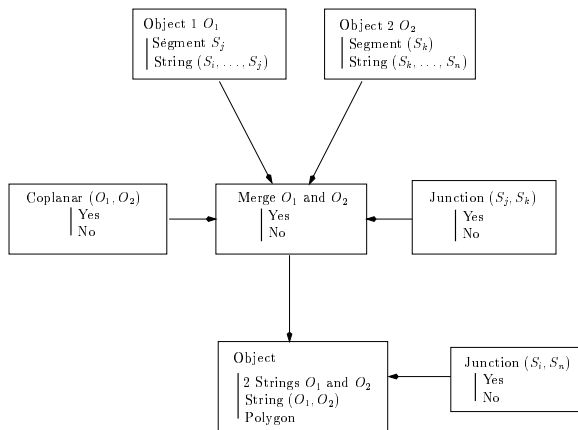 Object 1 O₁
Ségment Sⱼ
String (Sᵢ, . . . , Sⱼ)
Object 2 O₂
Segment (Sₖ)
String (Sₖ, . . . , Sₙ)
Coplanar (O₁, O₂)
Yes
No
Merge O₁ and O₂
Yes
No
Junction (Sⱼ, Sₖ)
Yes
No
Object
2 Strings O₁ and O₂
String (O₁, O₂)
Polygon
Junction (Sᵢ, Sₙ)
Yes
No